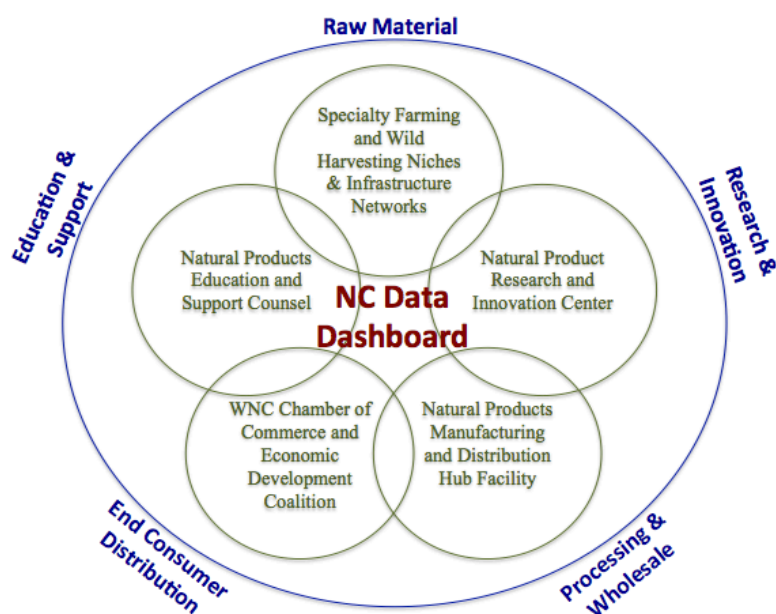 Raw Material
Specialty Farming
and Wild
Harvesting Niches
& Infrastructure
Networks
Education &
Support
Research &
Innovation
Natural Products
Education and
Support Counsel
Natural Product
Research and
Innovation Center
NC Data
Dashboard
WNC Chamber of
Commerce and
Economic
Development
Coalition
Natural Products
Manufacturing
and Distribution
Hub Facility
End Consumer
Distribution
Processing &
Wholesale